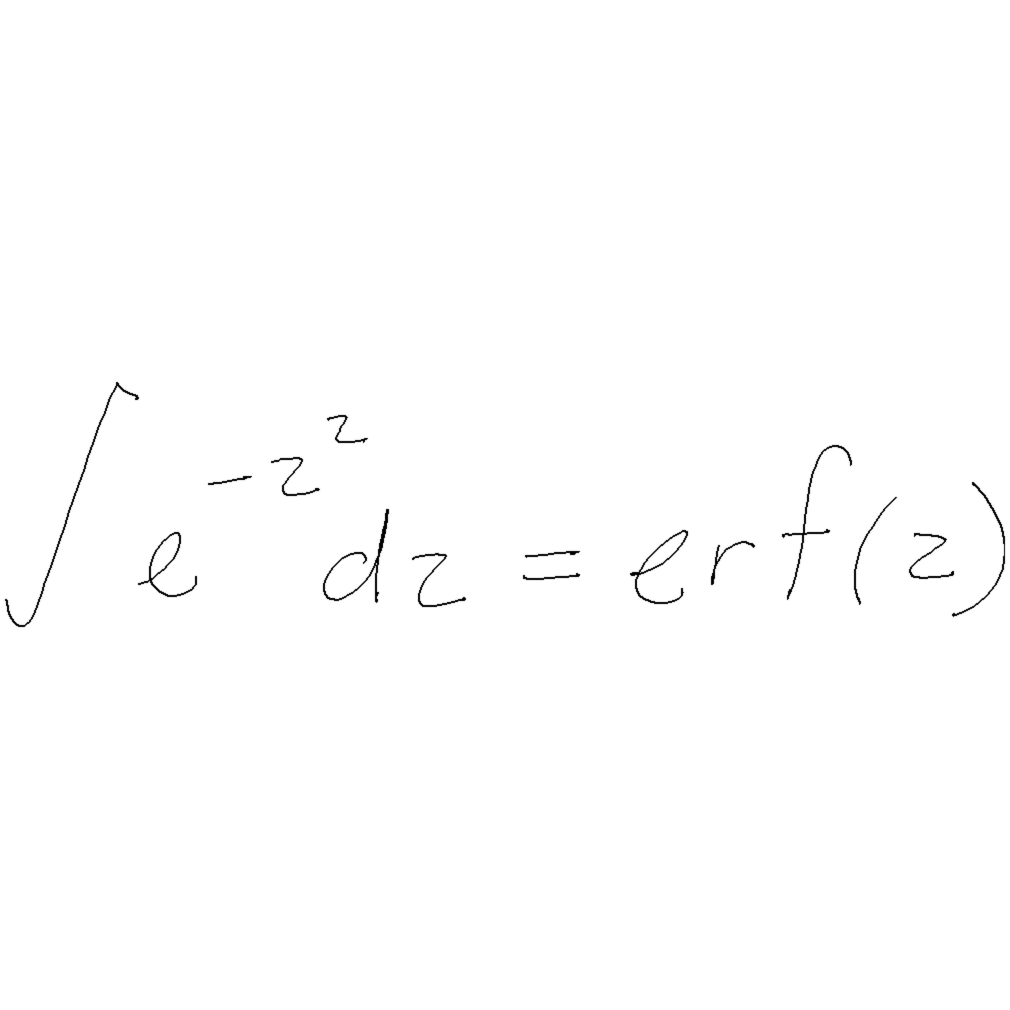 ∫ e^{-z^2} dz = erf(z)